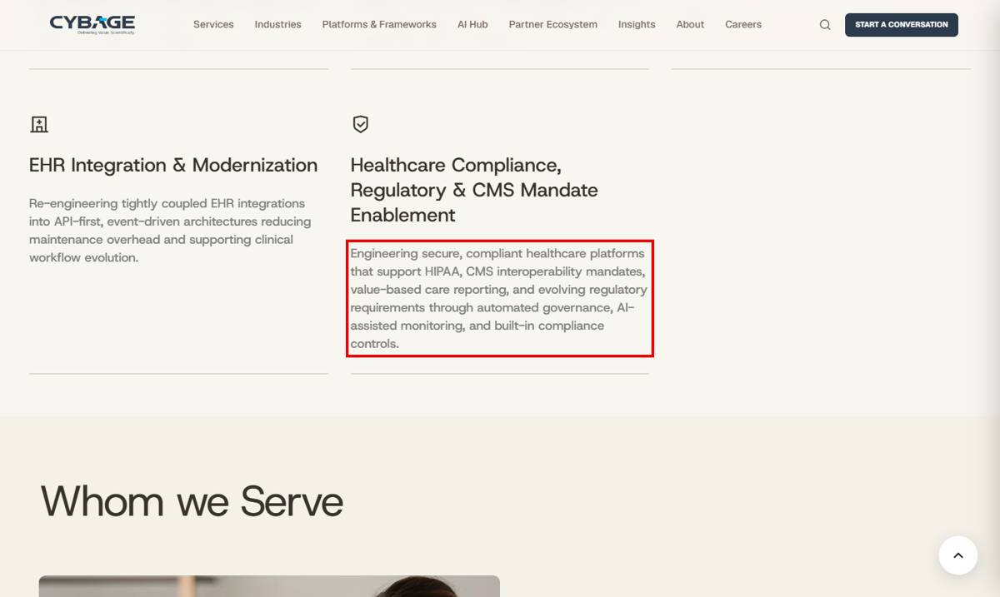 CYBAGE
Delivering Value. Scientifically.
Services
Industries
Platforms & Frameworks
AI Hub
Partner Ecosystem
Insights
About
Careers
START A CONVERSATION
EHR Integration & Modernization
Re-engineering tightly coupled EHR integrations
into API-first, event-driven architectures reducing
maintenance overhead and supporting clinical
workflow evolution.
Healthcare Compliance,
Regulatory & CMS Mandate
Enablement
Engineering secure, compliant healthcare platforms
that support HIPAA, CMS interoperability mandates,
value-based care reporting, and evolving regulatory
requirements through automated governance, AI-
assisted monitoring, and built-in compliance
controls.
Whom we Serve